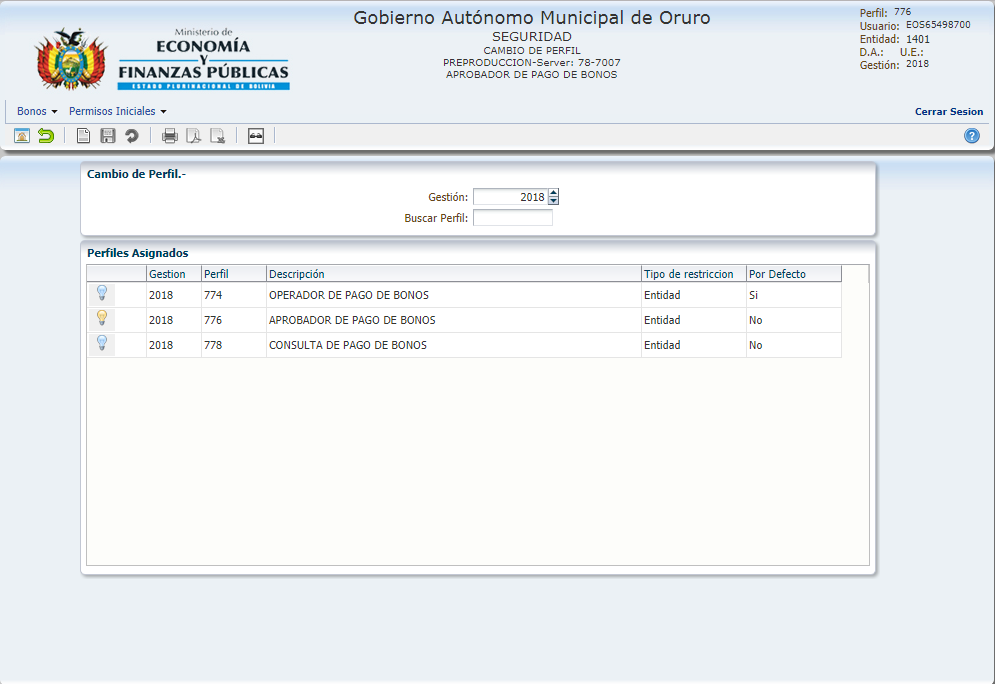 Ministerio de
ECONOMÍA
Y
FINANZAS PÚBLICAS
ESTADO PLURINACIONAL DE BOLIVIA
Gobierno Autónomo Municipal de Oruro
SEGURIDAD
CAMBIO DE PERFIL
PREPRODUCCION-Server: 78-7007
APROBADOR DE PAGO DE BONOS
Perfil: 776
Usuario: EOS65498700
Entidad: 1401
D.A.: U.E.:
Gestión: 2018
Bonos Permisos Iniciales Cerrar Sesion
Cambio de Perfil.-
Gestión: 2018
Buscar Perfil:
Perfiles Asignados
Gestion Perfil Descripción Tipo de restriccion Por Defecto
2018 774 OPERADOR DE PAGO DE BONOS Entidad Si
2018 776 APROBADOR DE PAGO DE BONOS Entidad No
2018 778 CONSULTA DE PAGO DE BONOS Entidad No